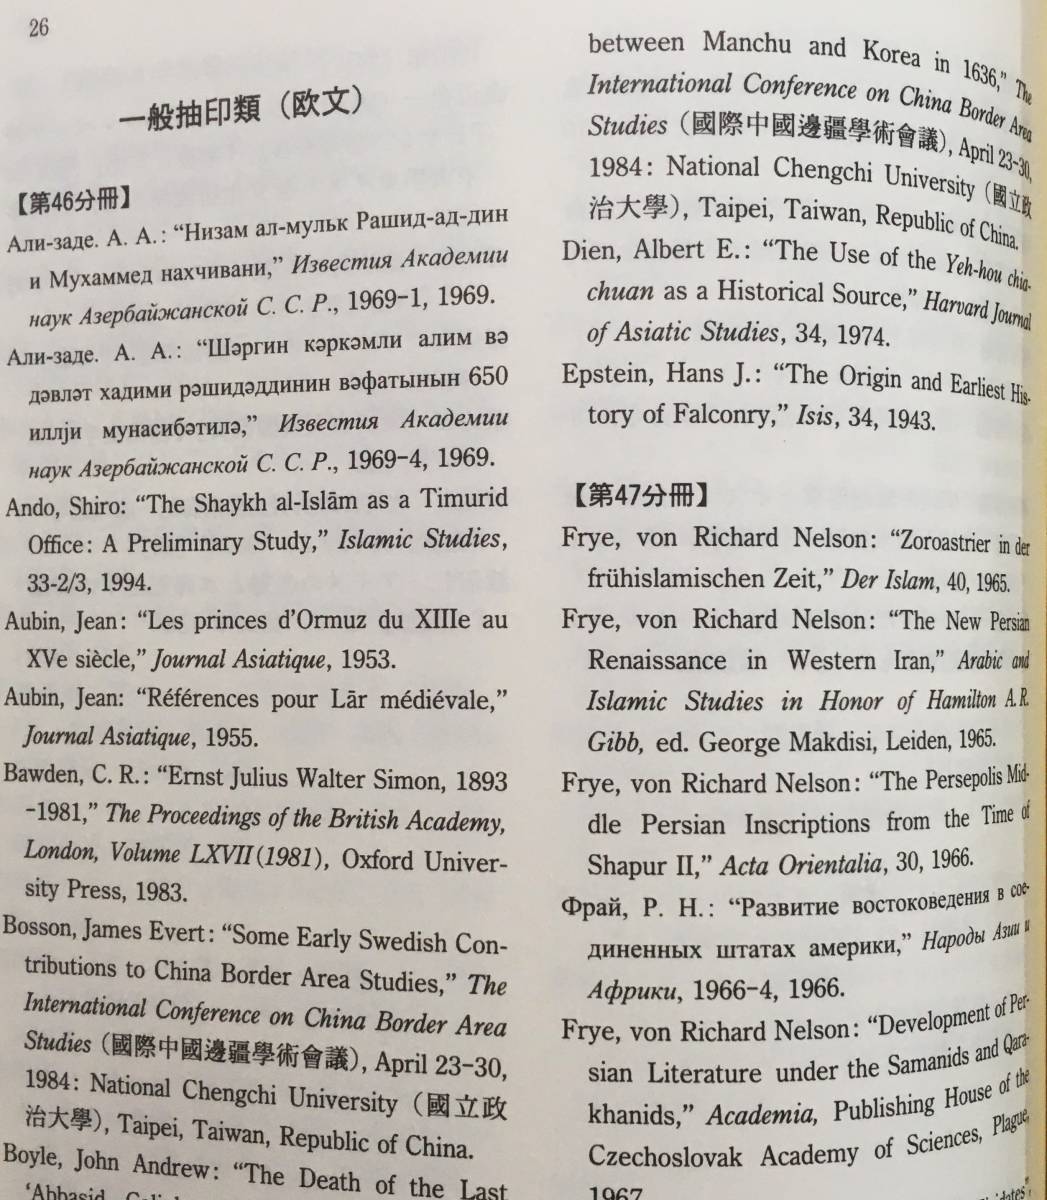 26
一般抽印類（欧文）
【第46分冊】
Али-заде. А. А.: “Низам ал-мульк Рашид-ад-дин
и Мухаммед нахчивани,” Известия Академии
наук Азербайжанской С. С. Р., 1969-1, 1969.
Али-заде. А. А.: “Шәргин кәркәмли алим вә
дәвләт хадими рәшидәддинин вәфатынын 650
иллји мунасибәтилә,” Известия Академии
наук Азербайжанской С. С. Р., 1969-4, 1969.
Ando, Shiro: “The Shaykh al-Islām as a Timurid
Office: A Preliminary Study,” Islamic Studies,
33-2/3, 1994.
Aubin, Jean: “Les princes d’Ormuz du XIIIe au
XVe siècle,” Journal Asiatique, 1953.
Aubin, Jean: “Références pour Lār médiévale,”
Journal Asiatique, 1955.
Bawden, C. R.: “Ernst Julius Walter Simon, 1893
-1981,” The Proceedings of the British Academy,
London, Volume LXVII(1981), Oxford Univer-
sity Press, 1983.
Bosson, James Evert: “Some Early Swedish Con-
tributions to China Border Area Studies,” The
International Conference on China Border Area
Studies（國際中國邊疆學術會議）, April 23-30,
1984: National Chengchi University（國立政
治大學）, Taipei, Taiwan, Republic of China.
Boyle, John Andrew: “The Death of the Last
‘Abbasid
between Manchu and Korea in 1636,” The
International Conference on China Border Area
Studies（國際中國邊疆學術會議）, April 23-30,
1984: National Chengchi University（國立政
治大學）, Taipei, Taiwan, Republic of China.
Dien, Albert E.: “The Use of the Yeh-hou chia-
chuan as a Historical Source,” Harvard Journal
of Asiatic Studies, 34, 1974.
Epstein, Hans J.: “The Origin and Earliest His-
tory of Falconry,” Isis, 34, 1943.
【第47分冊】
Frye, von Richard Nelson: “Zoroastrier in der
frühislamischen Zeit,” Der Islam, 40, 1965.
Frye, von Richard Nelson: “The New Persian
Renaissance in Western Iran,” Arabic and
Islamic Studies in Honor of Hamilton A. R.
Gibb, ed. George Makdisi, Leiden, 1965.
Frye, von Richard Nelson: “The Persepolis Mid-
dle Persian Inscriptions from the Time of
Shapur II,” Acta Orientalia, 30, 1966.
Фрай, Р. Н.: “Развитие востоковедения в сое-
диненных штатах америки,” Народы Азии и
Африки, 1966-4, 1966.
Frye, von Richard Nelson: “Development of Per-
sian Literature under the Samanids and Qara-
khanids,” Academia, Publishing House of the
Czechoslovak Academy of Sciences, Plague,
1967.